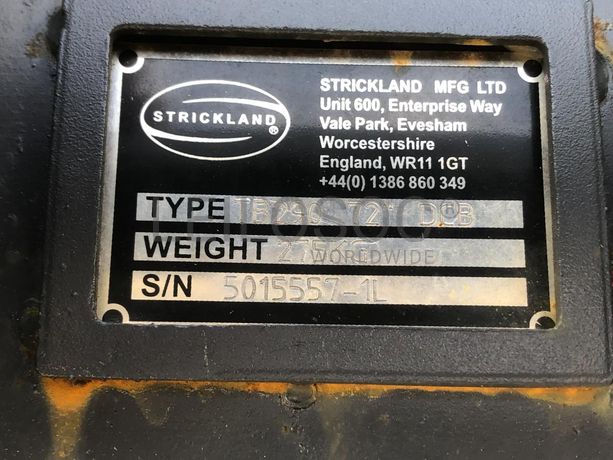 STRICKLAND
®
STRICKLAND MFG LTD
Unit 600, Enterprise Way
Vale Park, Evesham
Worcestershire
England, WR11 1GT
+44(0) 1386 860 349
TYPE
WEIGHT
WORLDWIDE
S/N 5015557-1L